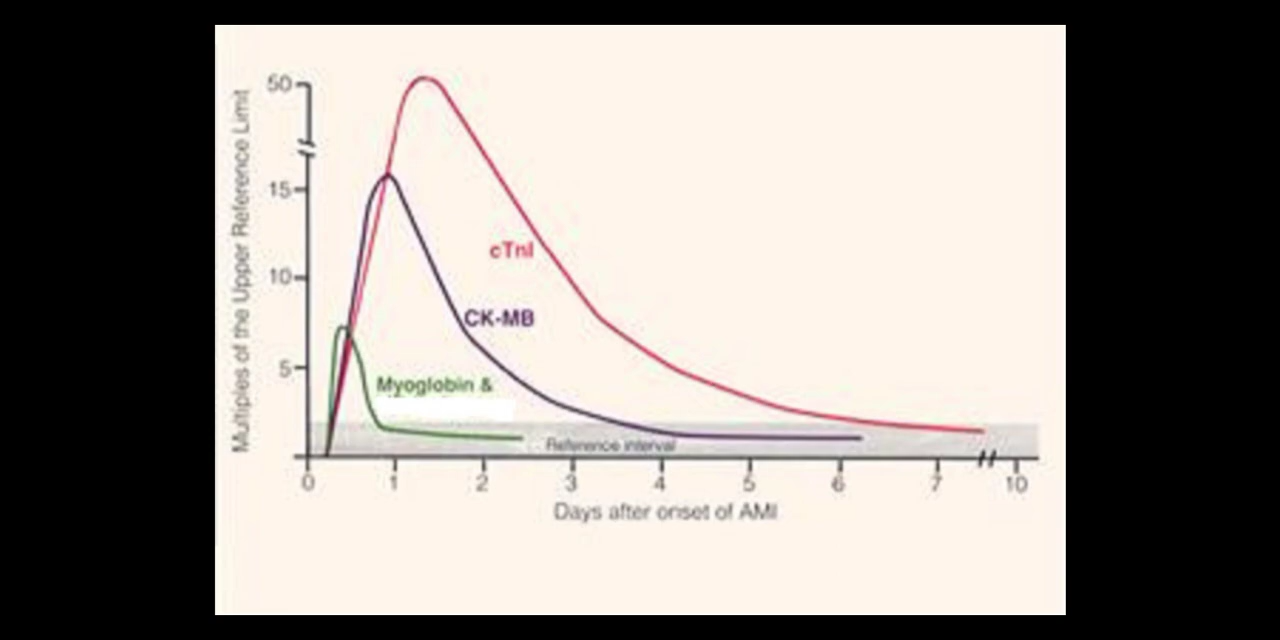 Multiples of the Upper Reference Limit
50
15
10
5
cTnI
CK-MB
Myoglobin &
Reference interval
0 1 2 3 4 5 6 7 10
Days after onset of AMI